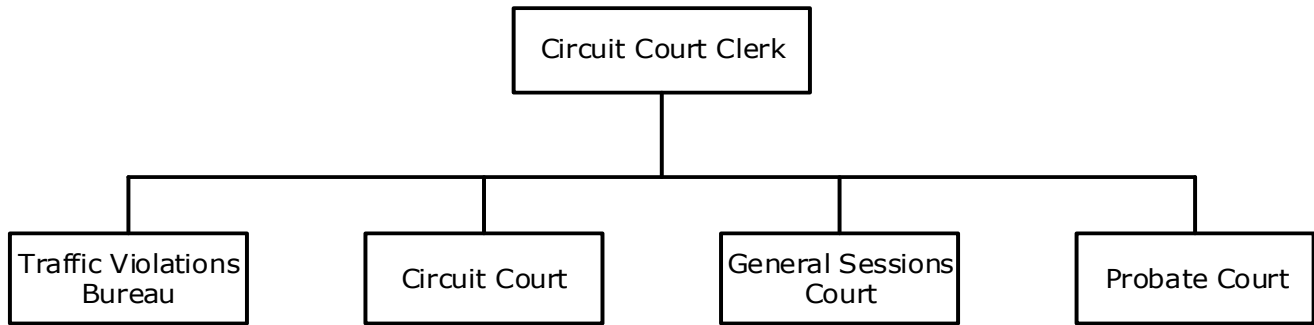 Circuit Court Clerk
Traffic Violations
Bureau
Circuit Court
General Sessions
Court
Probate Court